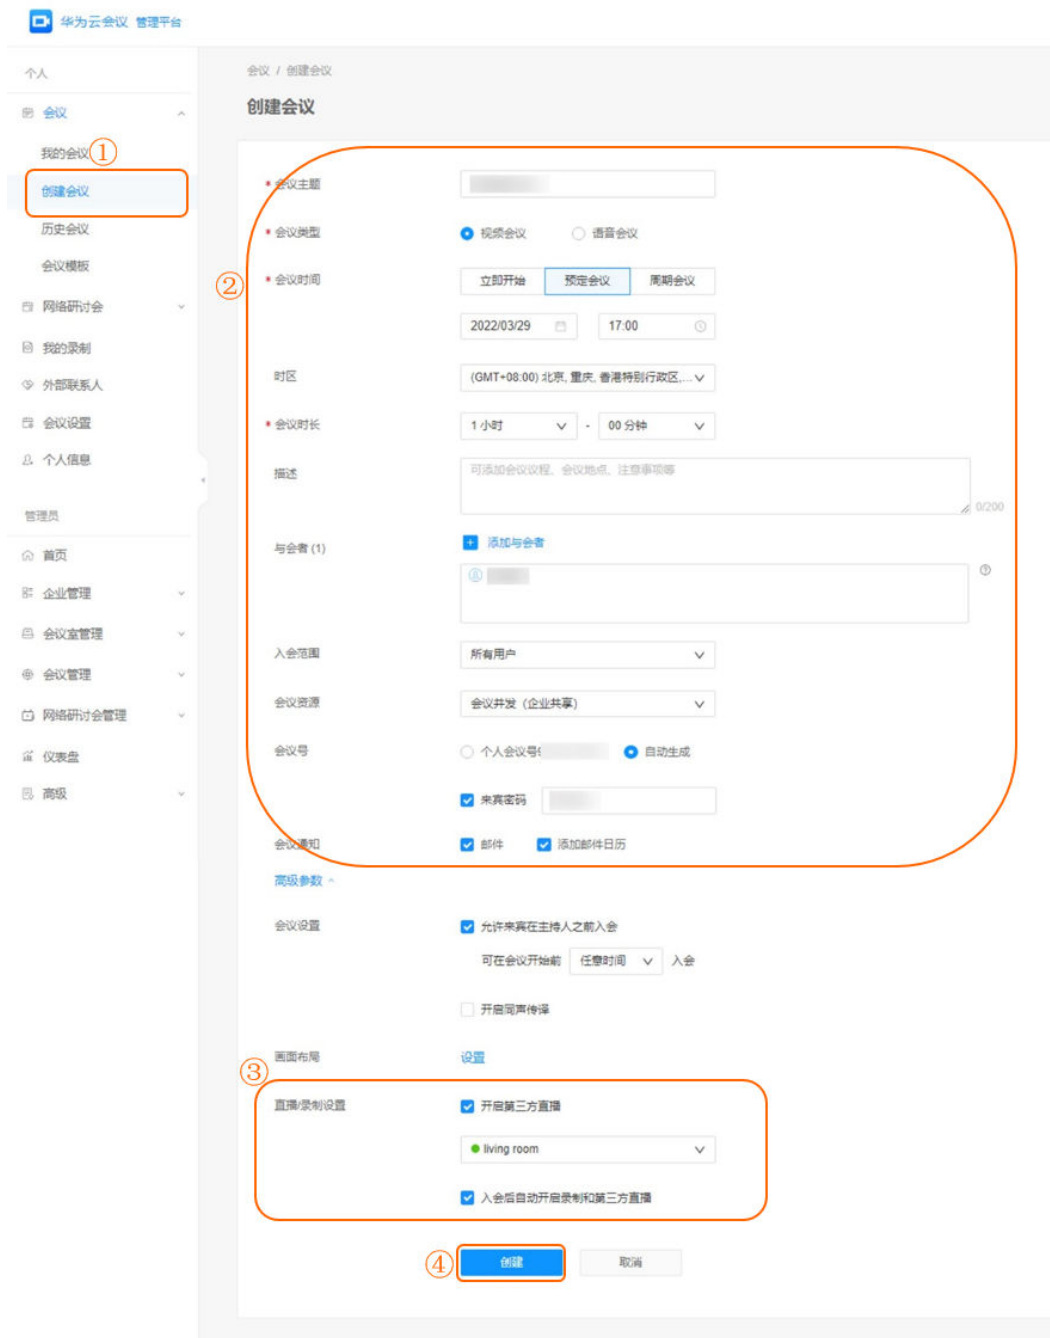 华为云会议 管理平台
个人
会议
我的会议
①
创建会议
历史会议
会议模板
网络研讨会
我的录制
外部联系人
会议设置
个人信息
管理员
首页
企业管理
会议室管理
会议管理
网络研讨会管理
仪表盘
高级
会议 / 创建会议
创建会议
②
* 会议主题
* 会议类型 视频会议 语音会议
* 会议时间 立即开始 预定会议 周期会议
2022/03/29 17:00
时区 (GMT+08:00) 北京, 重庆, 香港特别行政区,...
* 会议时长 1 小时 - 00 分钟
描述 可添加会议议程、会议地点、注意事项等
0/200
与会者 (1) 添加与会者
入会范围 所有用户
会议资源 会议并发（企业共享）
会议号 个人会议号 自动生成
来宾密码
会议通知 邮件 添加邮件日历
高级参数
会议设置 允许来宾在主持人之前入会
可在会议开始前 任意时间 入会
开启同声传译
画面布局 设置
③
直播/录制设置 开启第三方直播
living room
入会后自动开启录制和第三方直播
④ 创建 取消